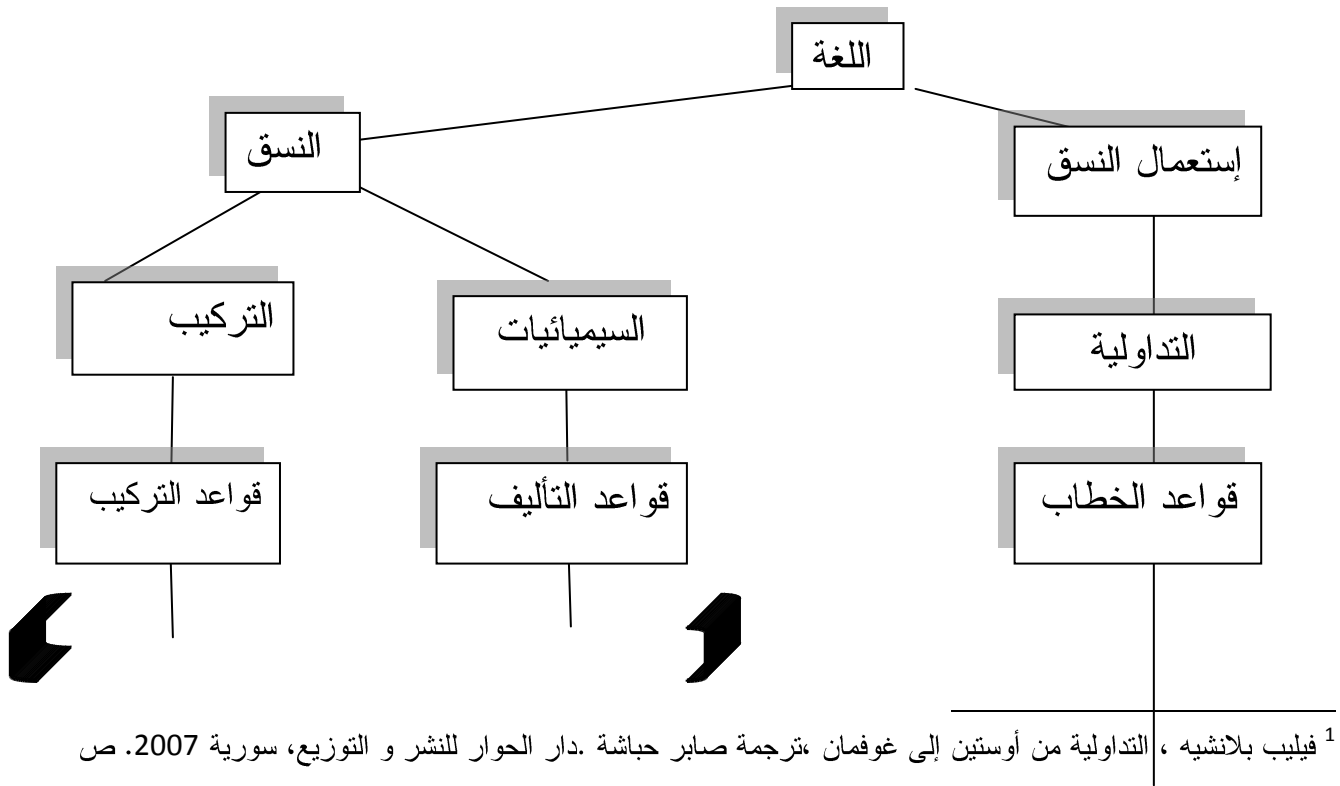 اللغة
إستعمال النسق
النسق
التداولية
السيميائيات
التركيب
قواعد الخطاب
قواعد التأليف
قواعد التركيب
1 فيليب بلانشيه ، التداولية من أوستين إلى غوفمان ،ترجمة صابر حباشة .دار الحوار للنشر و التوزيع، سورية 2007. ص